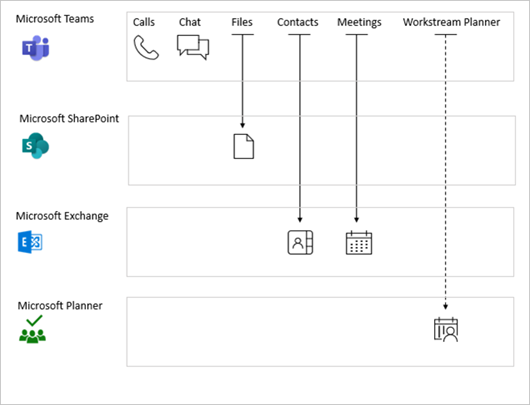 Microsoft Teams
Calls Chat Files Contacts Meetings Workstream Planner
T
Microsoft SharePoint
S
Microsoft Exchange
E
Microsoft Planner